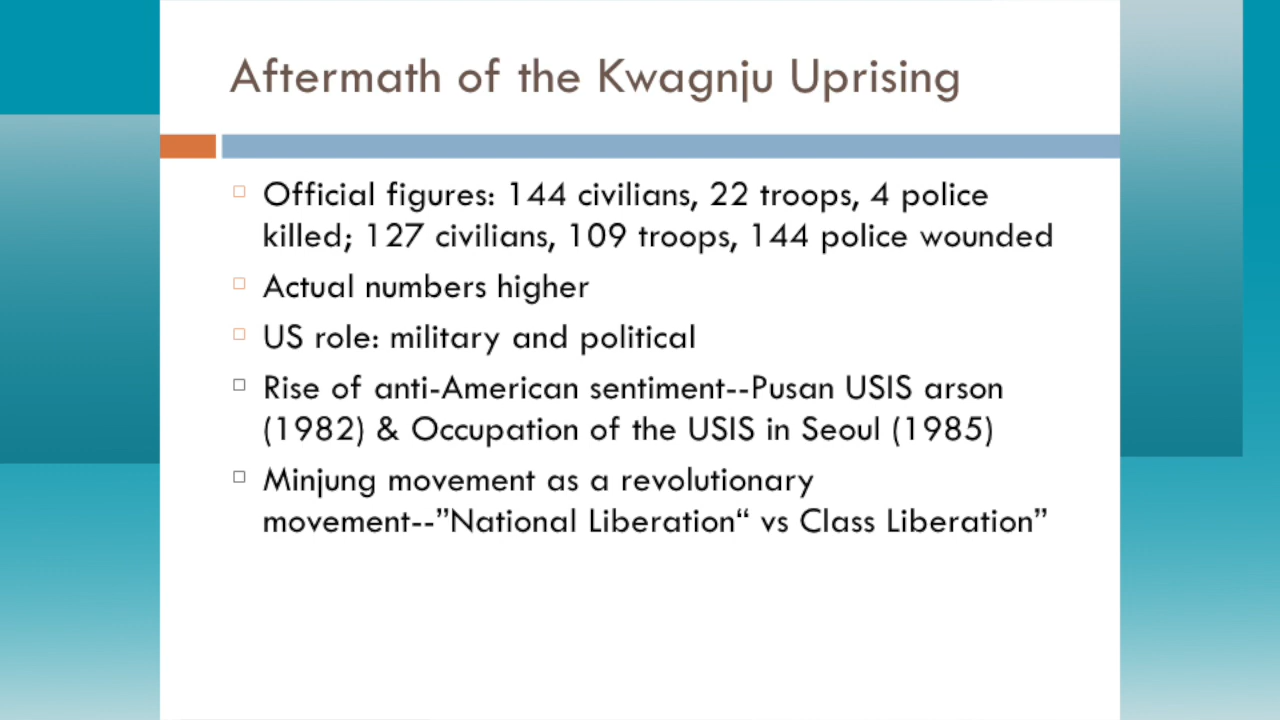 Aftermath of the Kwagnju Uprising
Official figures: 144 civilians, 22 troops, 4 police
killed; 127 civilians, 109 troops, 144 police wounded
Actual numbers higher
US role: military and political
Rise of anti-American sentiment--Pusan USIS arson
(1982) & Occupation of the USIS in Seoul (1985)
Minjung movement as a revolutionary
movement--”National Liberation“ vs Class Liberation”